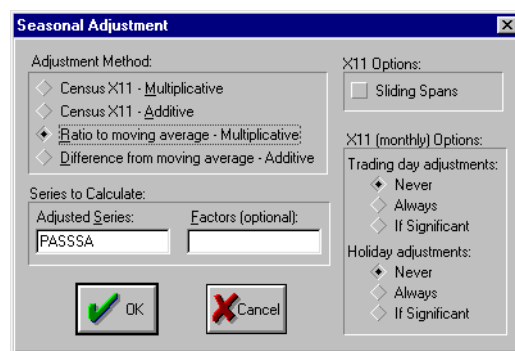 Seasonal Adjustment
Adjustment Method:
Census X11 - Multiplicative
Census X11 - Additive
Ratio to moving average - Multiplicative
Difference from moving average - Additive
Series to Calculate:
Adjusted Series:
Factors (optional):
PASSSA
OK
Cancel
X11 Options:
Sliding Spans
X11 (monthly) Options:
Trading day adjustments:
Never
Always
If Significant
Holiday adjustments:
Never
Always
If Significant